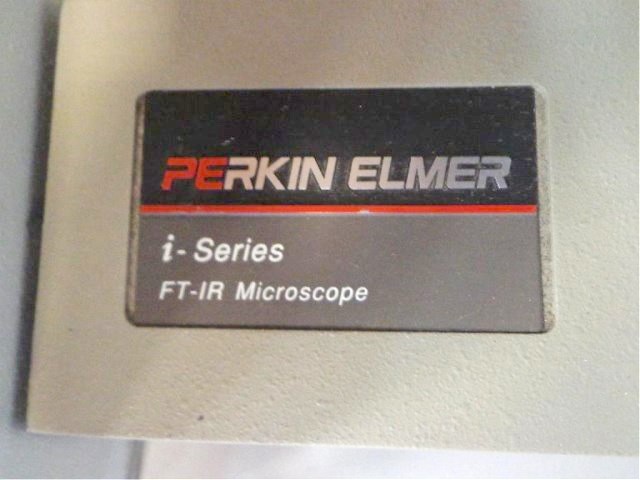 PERKIN ELMER
i- Series
FT-IR Microscope